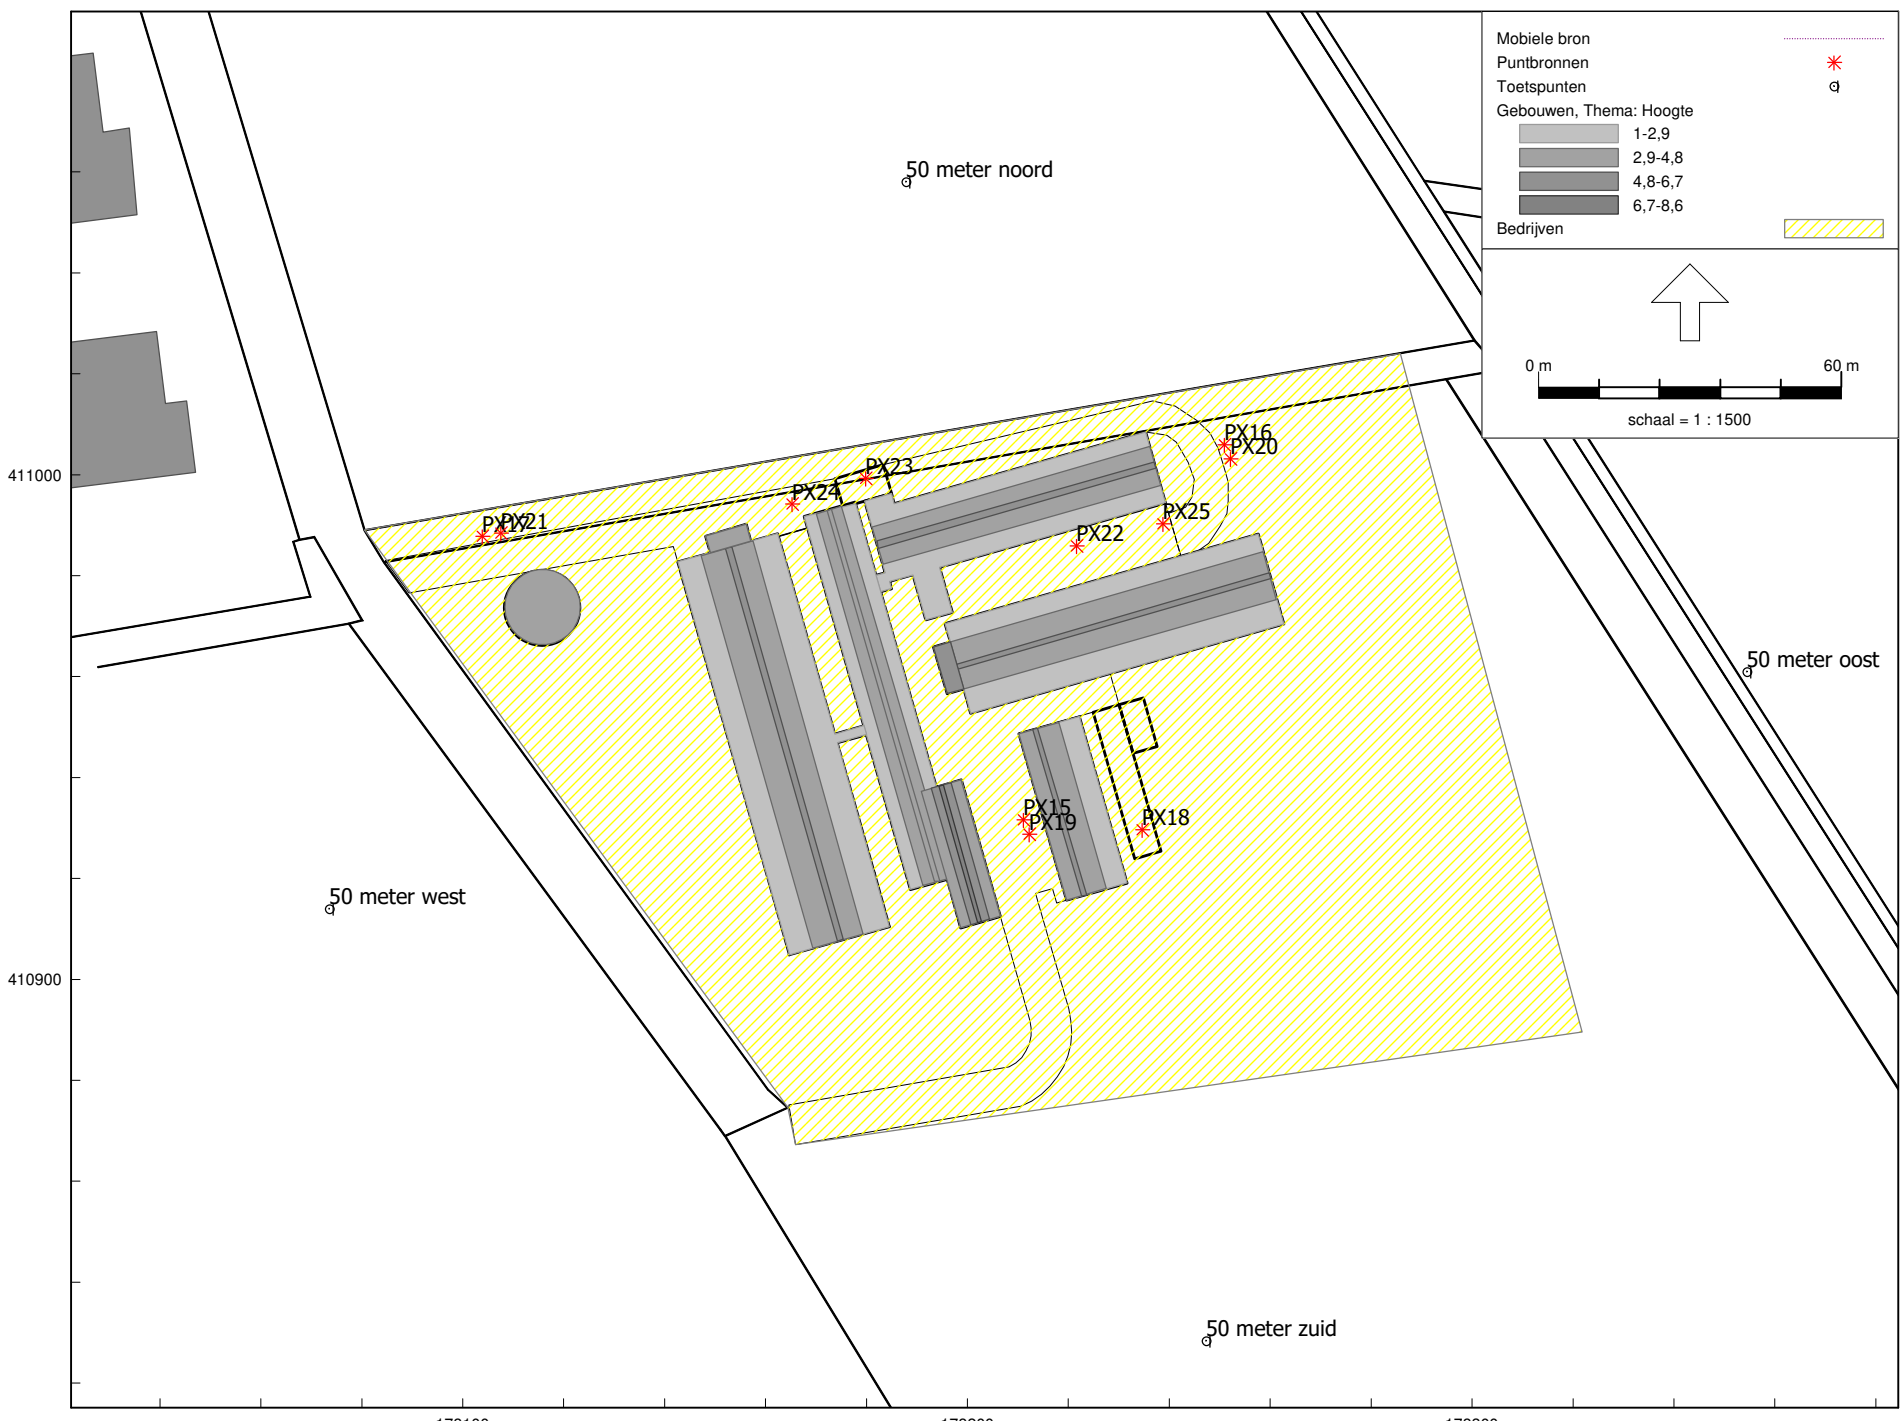 Mobiele bron
Puntbronnen
Toetspunten
Gebouwen, Thema: Hoogte
1-2,9
2,9-4,8
4,8-6,7
6,7-8,6
Bedrijven
0 m 60 m
schaal = 1 : 1500
50 meter noord
PX16
PX20
PX23
411000
PX24
PX17
PX21
PX25
PX22
50 meter oost
PX15
PX19
PX18
50 meter west
410900
50 meter zuid